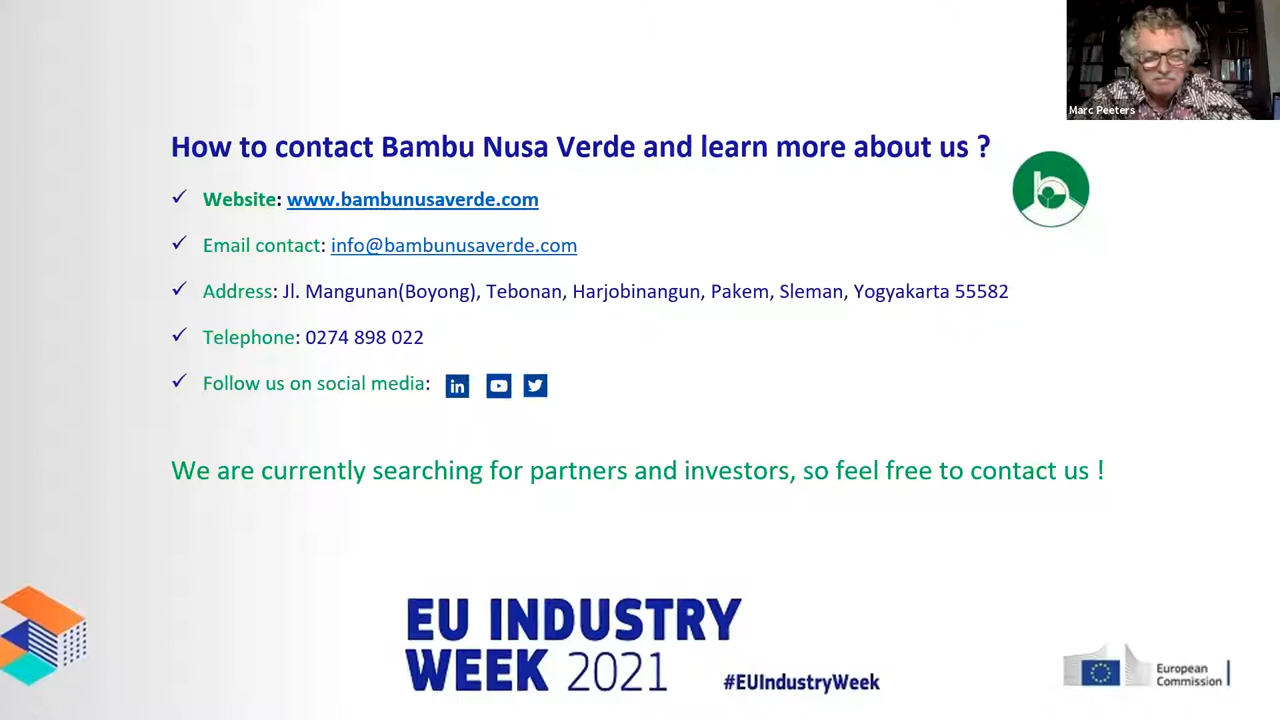 Marc Peeters
How to contact Bambu Nusa Verde and learn more about us ?
✓ Website: www.bambunusaverde.com
✓ Email contact: info@bambunusaverde.com
✓ Address: Jl. Mangunan(Boyong), Tebonan, Harjobinangun, Pakem, Sleman, Yogyakarta 55582
✓ Telephone: 0274 898 022
✓ Follow us on social media: in
We are currently searching for partners and investors, so feel free to contact us !
EU INDUSTRY
WEEK 2021
#EUIndustryWeek
European
Commission